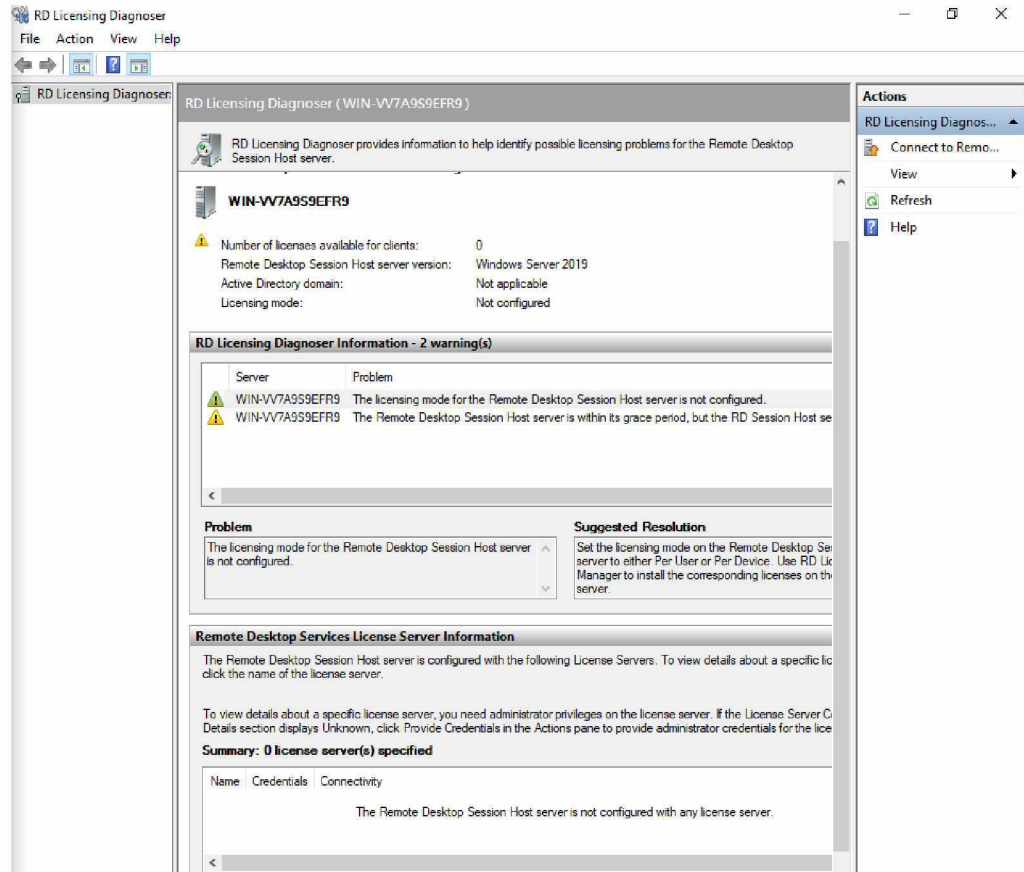 RD Licensing Diagnoser
File Action View Help
RD Licensing Diagnoser:
RD Licensing Diagnoser ( WIN-VV7A9S9EFR9 )
RD Licensing Diagnoser provides information to help identify possible licensing problems for the Remote Desktop
Session Host server.
WIN-VV7A9S9EFR9
Number of licenses available for clients: 0
Remote Desktop Session Host server version: Windows Server 2019
Active Directory domain: Not applicable
Licensing mode: Not configured
RD Licensing Diagnoser Information - 2 warning(s)
Server Problem
WIN-VV7A9S9EFR9 The licensing mode for the Remote Desktop Session Host server is not configured.
WIN-VV7A9S9EFR9 The Remote Desktop Session Host server is within its grace period, but the RD Session Host se
Problem
The licensing mode for the Remote Desktop Session Host server
is not configured.
Suggested Resolution
Set the licensing mode on the Remote Desktop Se
server to either Per User or Per Device. Use RD Lic
Manager to install the corresponding licenses on th
server.
Remote Desktop Services License Server Information
The Remote Desktop Session Host server is configured with the following License Servers. To view details about a specific lic
click the name of the license server.
To view details about a specific license server, you need administrator privileges on the license server. If the License Server C
Details section displays Unknown, click Provide Credentials in the Actions pane to provide administrator credentials for the lice
Summary: 0 license server(s) specified
Name Credentials Connectivity
The Remote Desktop Session Host server is not configured with any license server.
Actions
RD Licensing Diagnos...
Connect to Remo...
View
Refresh
Help